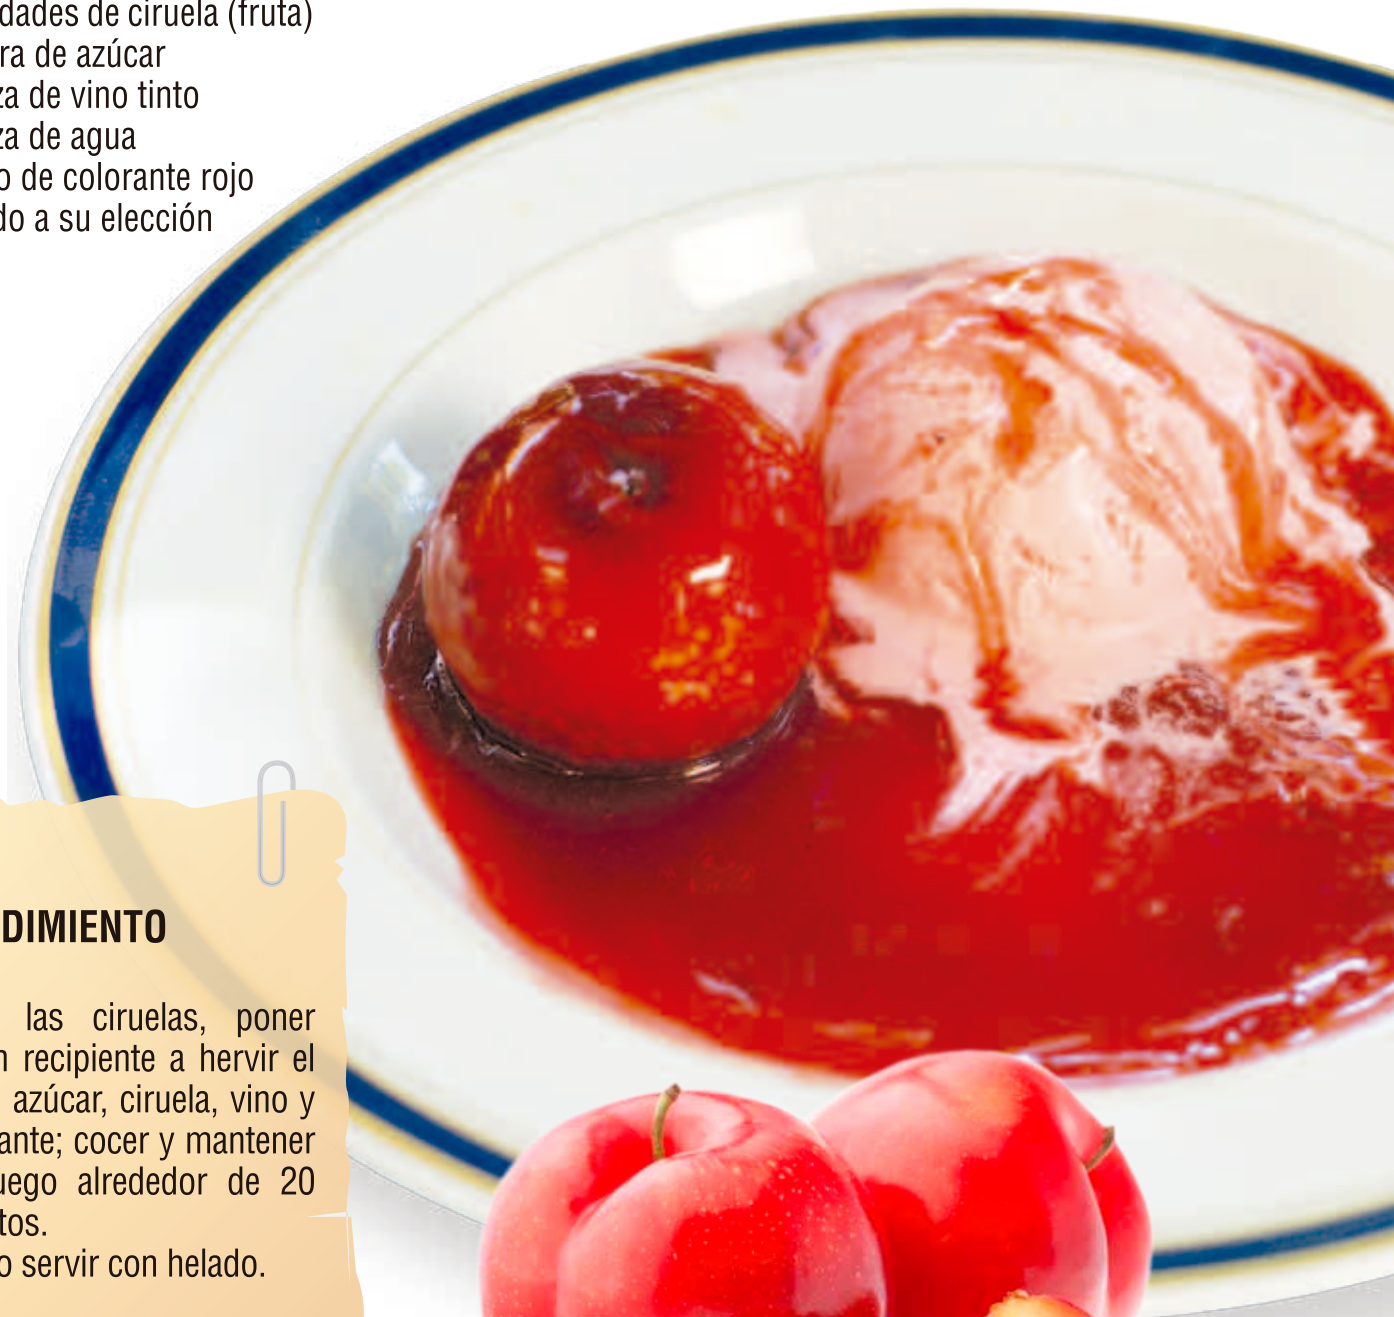 dades de ciruela (fruta)
ra de azúcar
za de vino tinto
za de agua
o de colorante rojo
do a su elección
DIMIENTO
las ciruelas, poner
n recipiente a hervir el
azúcar, ciruela, vino y
ante; cocer y mantener
uego alrededor de 20
tos.
o servir con helado.